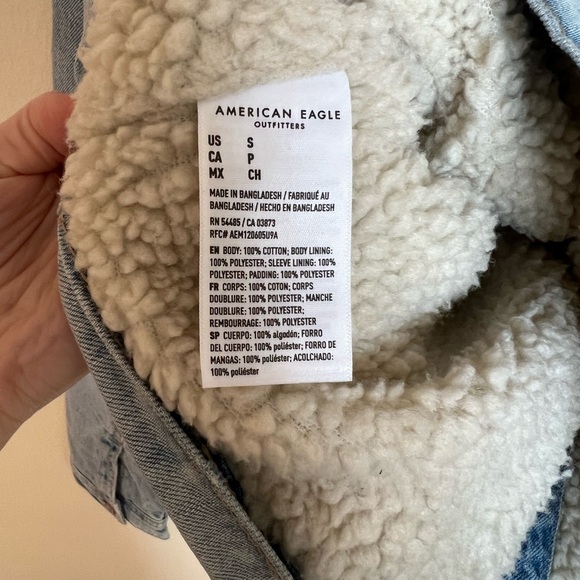 AMERICAN EAGLE
OUTFITTERS
US S
CA P
MX CH
MADE IN BANGLADESH / FABRIQUÉ AU
BANGLADESH / HECHO EN BANGLADESH
RN 54485 / CA 03873
RFC# AEM120605U9A
EN BODY: 100% COTTON; BODY LINING:
100% POLYESTER; SLEEVE LINING: 100%
POLYESTER; PADDING: 100% POLYESTER
FR CORPS: 100% COTON; CORPS
DOUBLURE: 100% POLYESTER; MANCHE
DOUBLURE: 100% POLYESTER;
REMBOURRAGE: 100% POLYESTER
SP CUERPO: 100% algodón; FORRO
DEL CUERPO: 100% poliéster; FORRO DE
MANGAS: 100% poliéster; ACOLCHADO:
100% poliéster